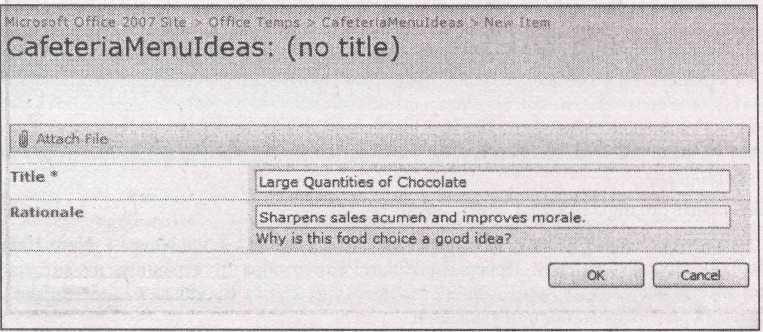 Microsoft Office 2007 Site > Office Temps > CafeteriaMenuIdeas > New Item
CafeteriaMenuIdeas: (no title)
Attach File
Title *
Large Quantities of Chocolate
Rationale
Sharpens sales acumen and improves morale.
Why is this food choice a good idea?
OK
Cancel